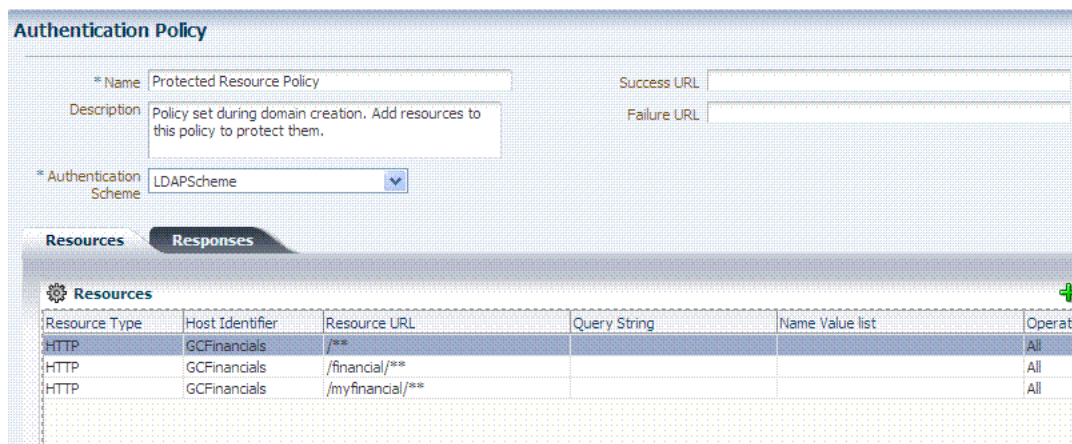 Authentication Policy
* Name Protected Resource Policy
Success URL
Description Policy set during domain creation. Add resources to this policy to protect them.
Failure URL
* Authentication Scheme LDAPScheme
Resources Responses
Resources
Resource Type Host Identifier Resource URL Query String Name Value list Operat
HTTP GCFinancials /** All
HTTP GCFinancials /financial/** All
HTTP GCFinancials /myfinancial/** All